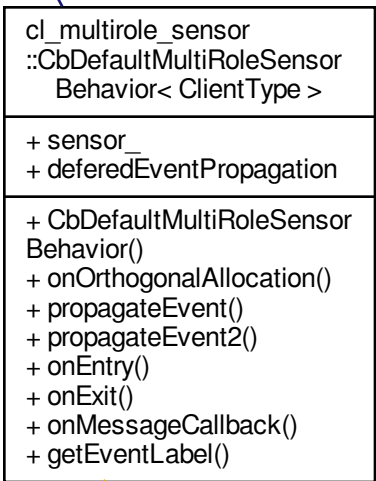 cl_multirole_sensor
::CbDefaultMultiRoleSensor
Behavior< ClientType >
+ sensor_
+ deferedEventPropagation
+ CbDefaultMultiRoleSensor
Behavior()
+ onOrthogonalAllocation()
+ propagateEvent()
+ propagateEvent2()
+ onEntry()
+ onExit()
+ onMessageCallback()
+ getEventLabel()